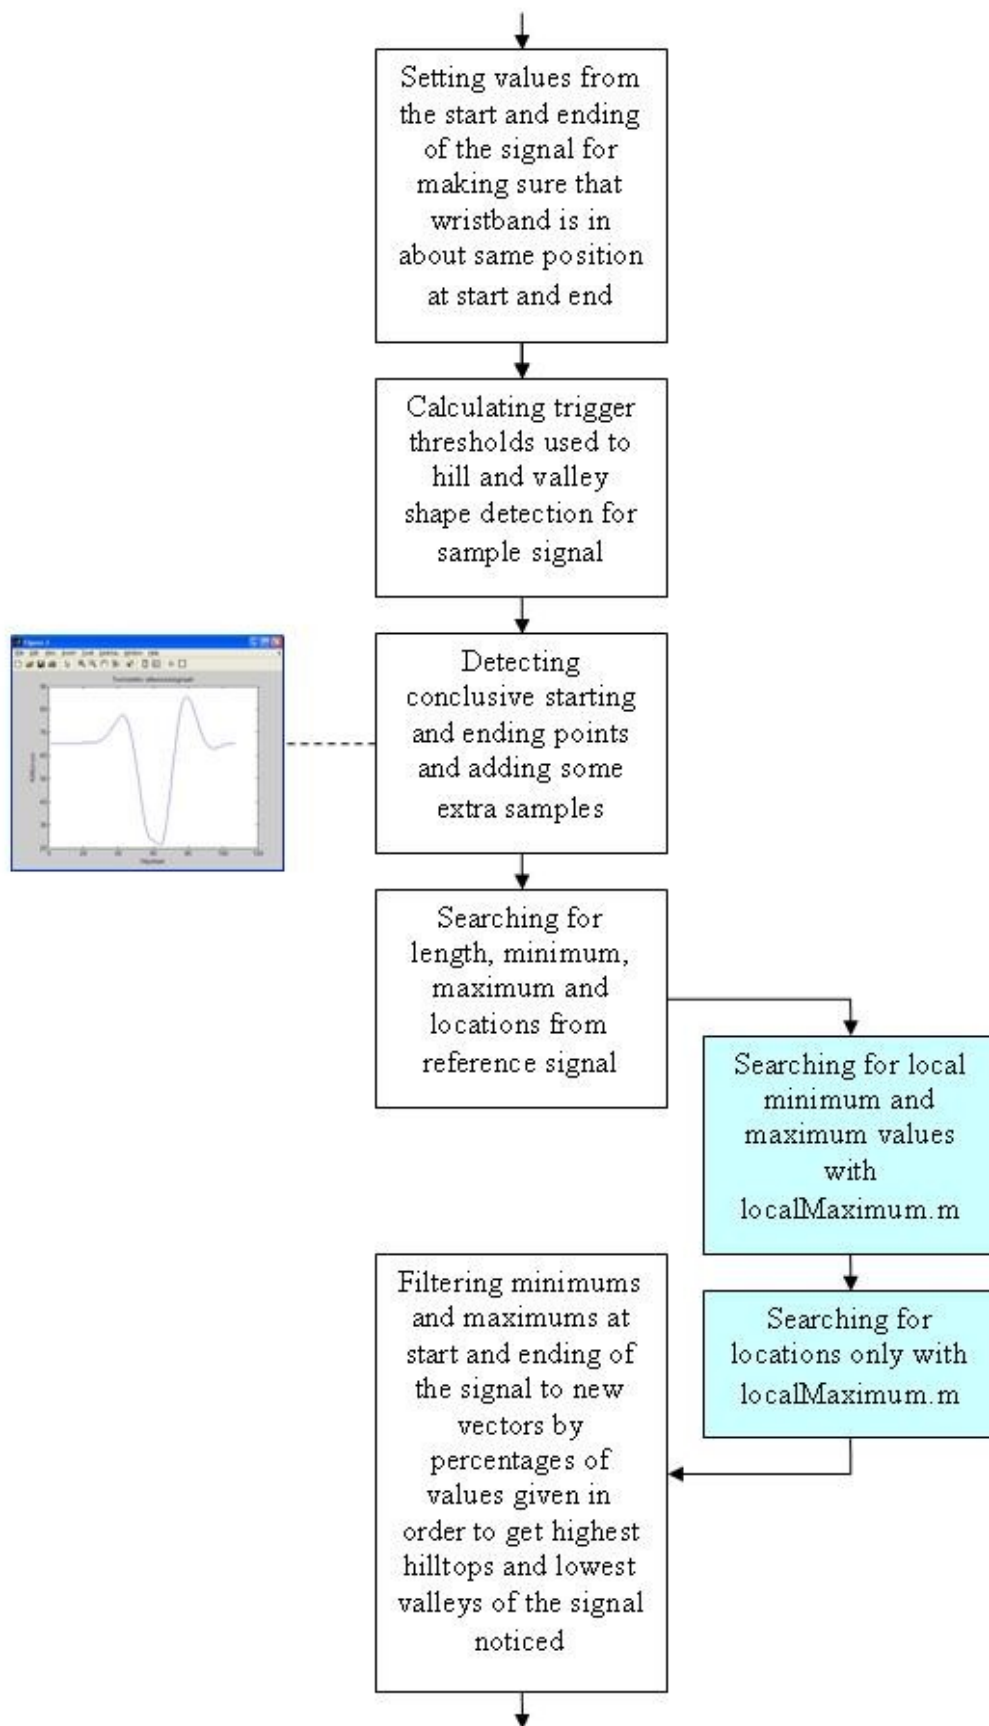 Setting values from
the start and ending
of the signal for
making sure that
wristband is in
about same position
at start and end
Calculating trigger
thresholds used to
hill and valley
shape detection for
sample signal
Detecting
conclusive starting
and ending points
and adding some
extra samples
Searching for
length, minimum,
maximum and
locations from
reference signal
Searching for local
minimum and
maximum values
with
localMaximum.m
Searching for
locations only with
localMaximum.m
Filtering minimums
and maximums at
start and ending of
the signal to new
vectors by
percentages of
values given in
order to get highest
hilltops and lowest
valleys of the signal
noticed